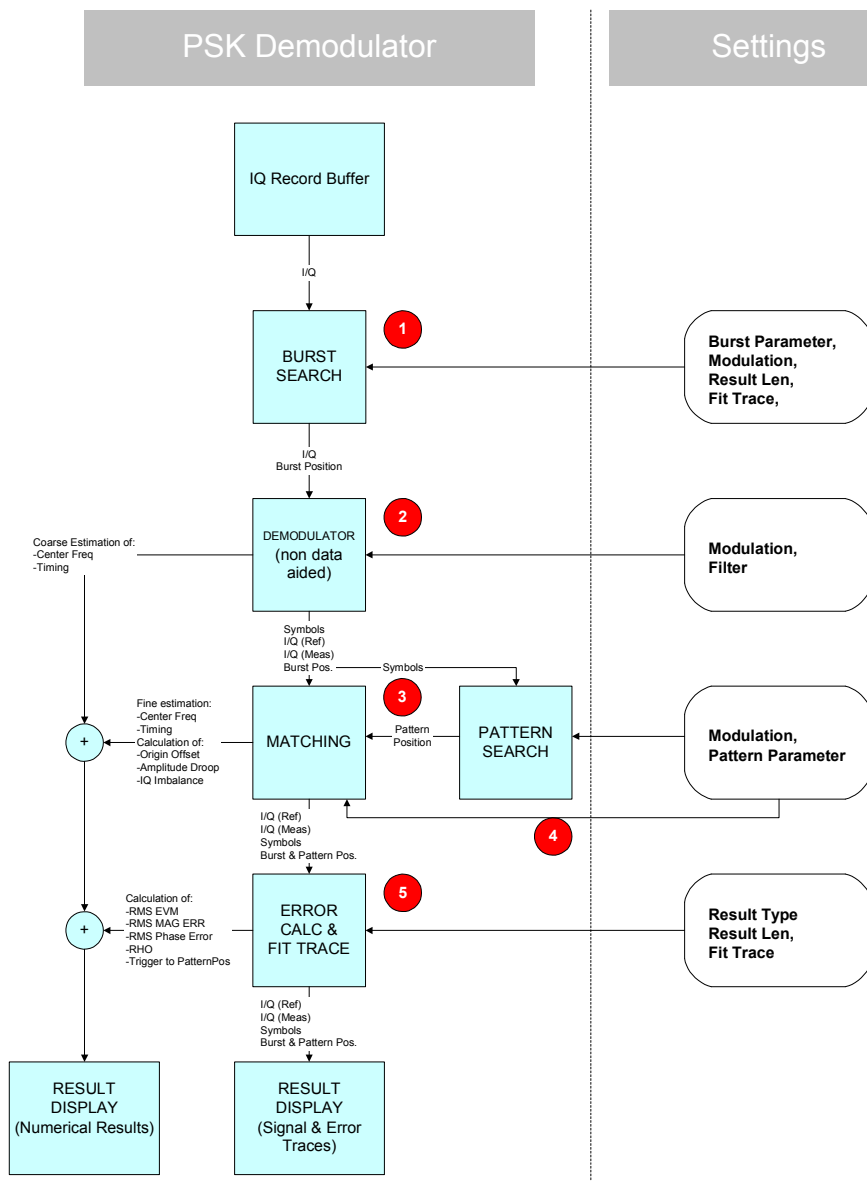 PSK Demodulator
Settings
IQ Record Buffer
I/Q
1
BURST
SEARCH
Burst Parameter,
Modulation,
Result Len,
Fit Trace,
I/Q
Burst Position
2
DEMODULATOR
(non data
aided)
Modulation,
Filter
Coarse Estimation of:
-Center Freq
-Timing
Symbols
I/Q (Ref)
I/Q (Meas)
Burst Pos.
Symbols
3
MATCHING
Pattern
Position
PATTERN
SEARCH
Modulation,
Pattern Parameter
Fine estimation:
-Center Freq
-Timing
Calculation of:
-Origin Offset
-Amplitude Droop
-IQ Imbalance
+
4
I/Q (Ref)
I/Q (Meas)
Symbols
Burst & Pattern Pos.
5
ERROR
CALC &
FIT TRACE
Result Type
Result Len,
Fit Trace
Calculation of:
-RMS EVM
-RMS MAG ERR
-RMS Phase Error
-RHO
-Trigger to PatternPos
+
I/Q (Ref)
I/Q (Meas)
Symbols
Burst & Pattern Pos.
RESULT
DISPLAY
(Numerical Results)
RESULT
DISPLAY
(Signal & Error
Traces)